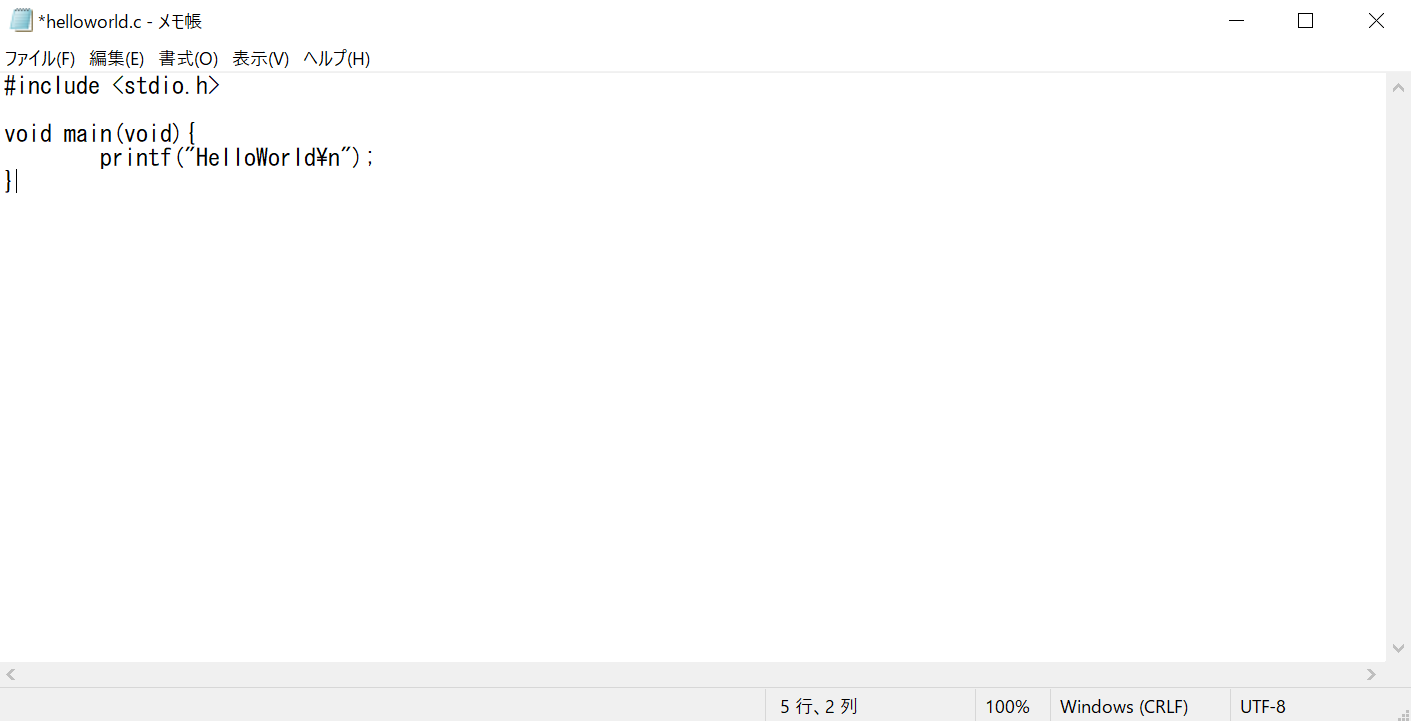 *helloworld.c - メモ帳
ファイル(F) 編集(E) 書式(O) 表示(V) ヘルプ(H)
#include <stdio.h>
void main(void){
        printf("HelloWorld¥n");
}
5 行、2 列 100% Windows (CRLF) UTF-8